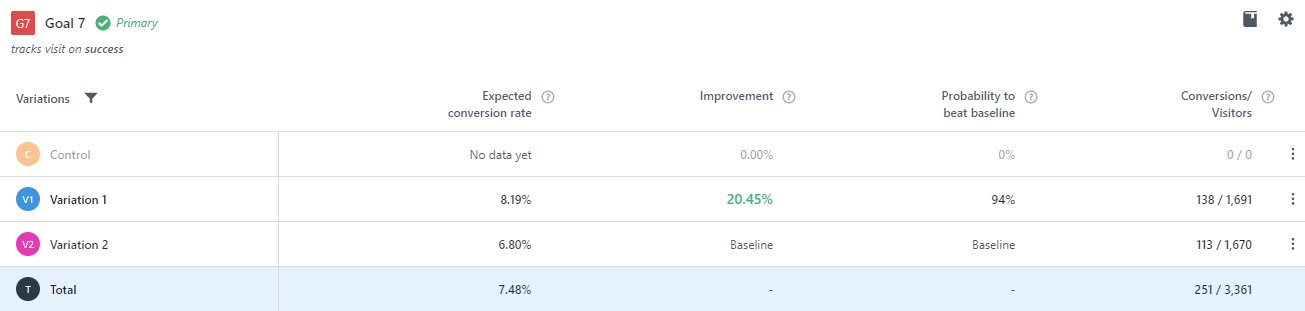 G7 Goal 7 Primary
tracks visit on success
Variations Expected conversion rate ? Improvement ? Probability to beat baseline ? Conversions/ Visitors ?
C Control No data yet 0.00% 0% 0 / 0
V1 Variation 1 8.19% 20.45% 94% 138 / 1,691
V2 Variation 2 6.80% Baseline Baseline 113 / 1,670
T Total 7.48% - - 251 / 3,361